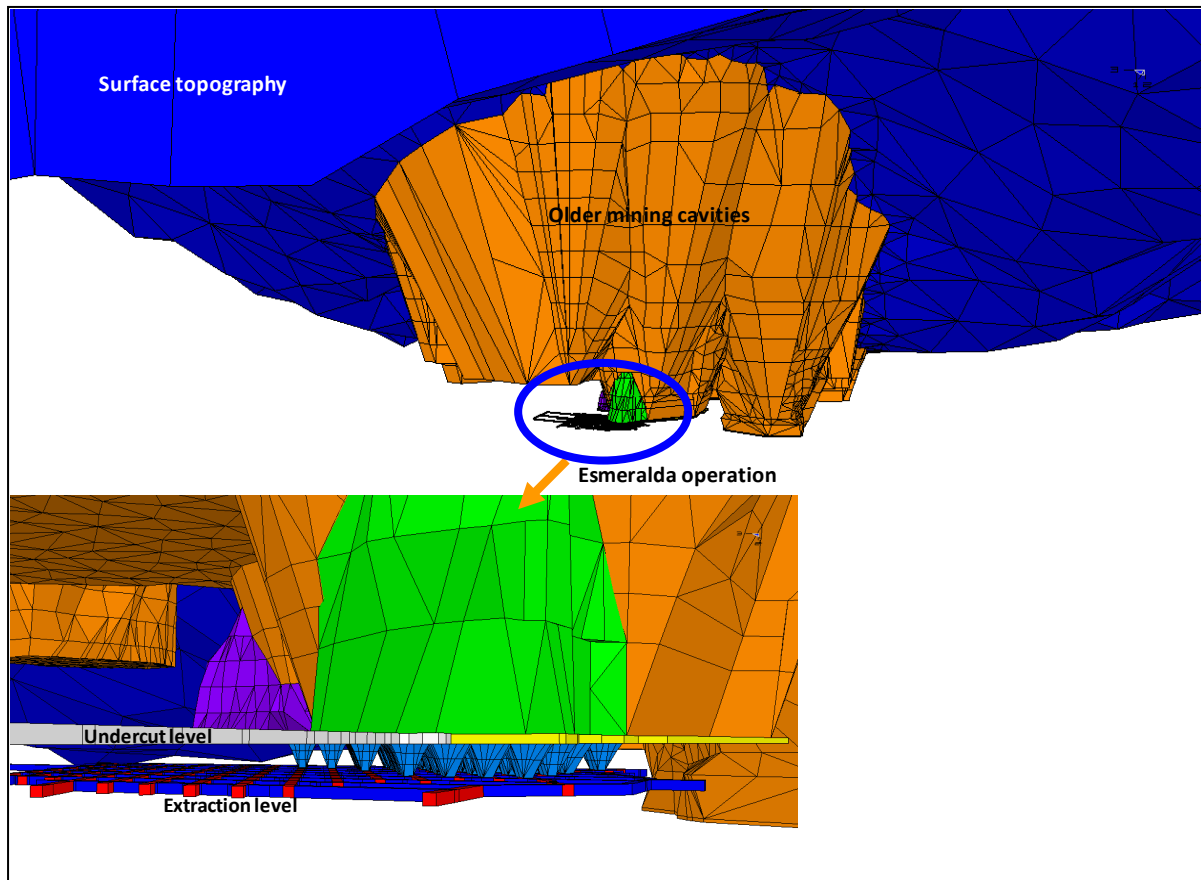 Surface topography
Older mining cavities
Esmeralda operation
Undercut level
Extraction level